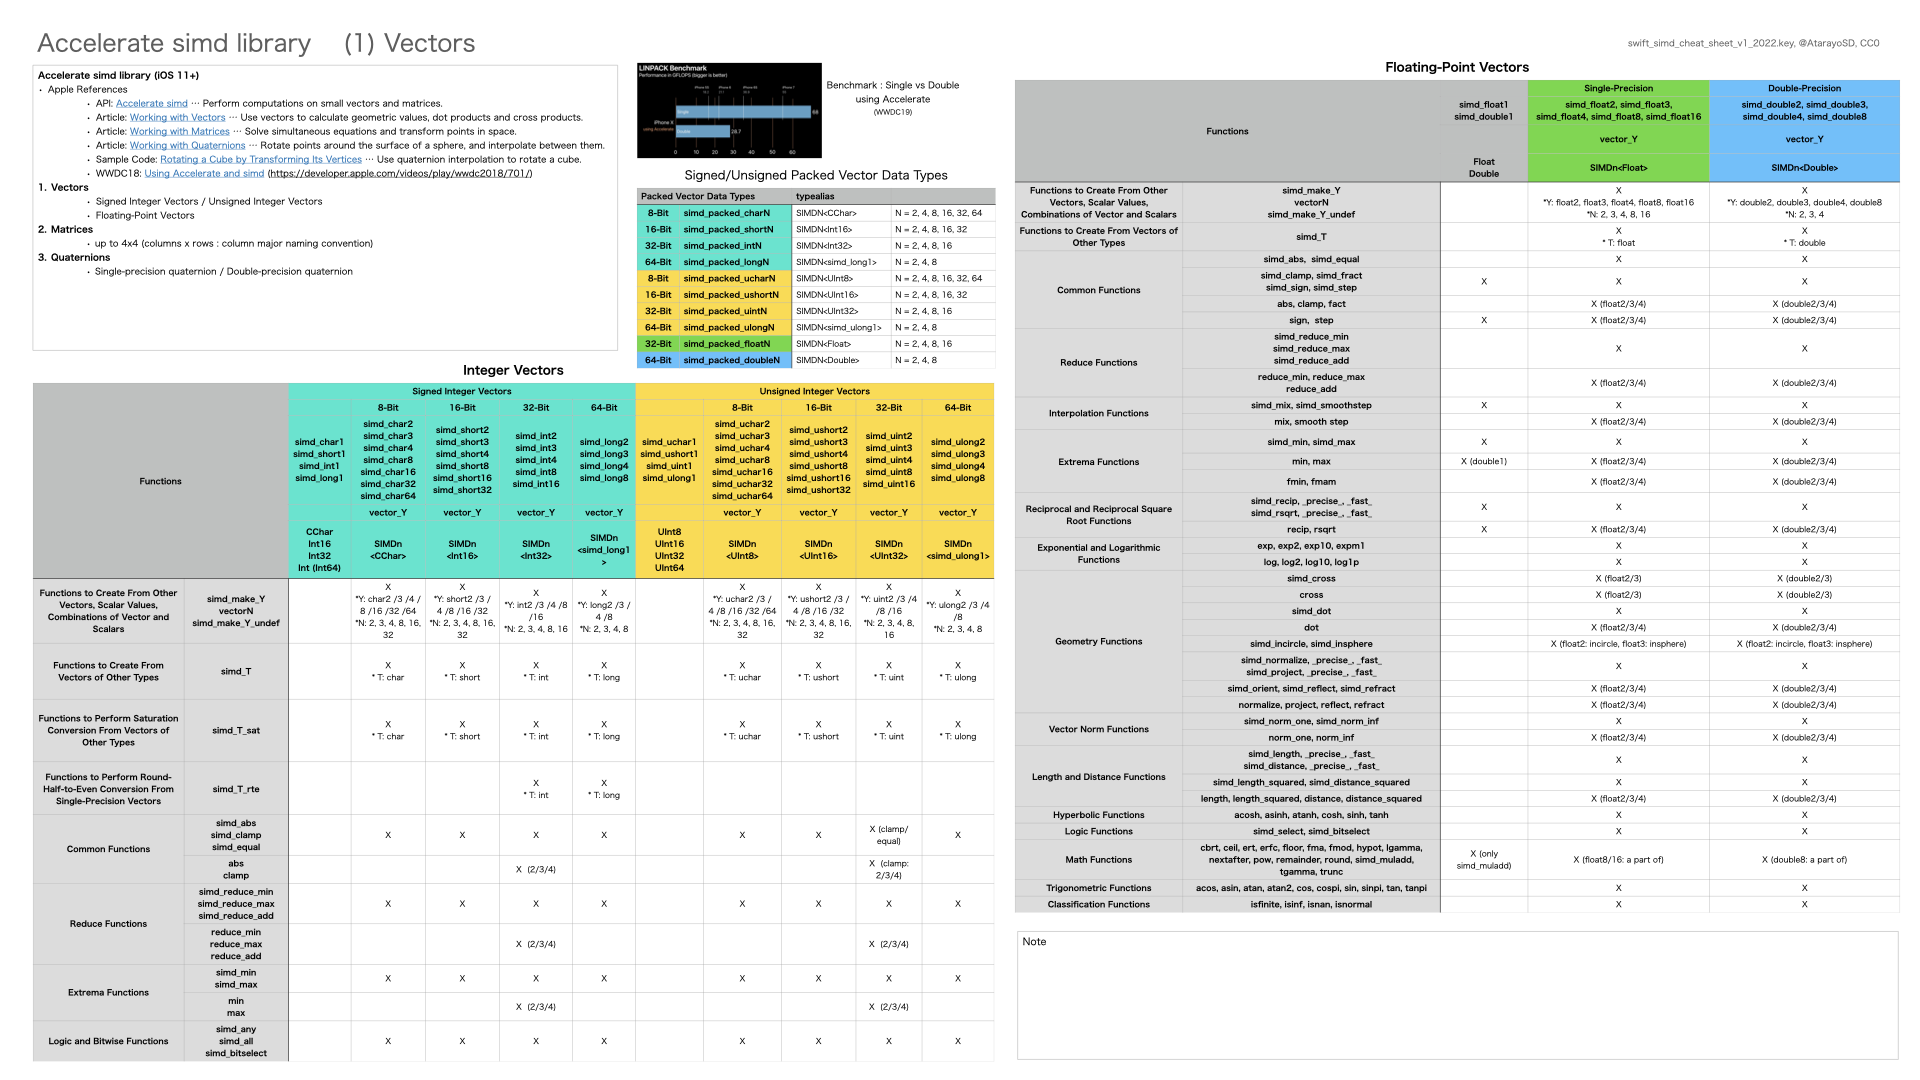 Accelerate simd library (1) Vectors
swift_simd_cheat_sheet_v1_2022.key, @AtarayoSD, CC0
Accelerate simd library (iOS 11+)
・ Apple References
・ API: Accelerate simd ··· Perform computations on small vectors and matrices.
・ Article: Working with Vectors ··· Use vectors to calculate geometric values, dot products and cross products.
・ Article: Working with Matrices ··· Solve simultaneous equations and transform points in space.
・ Article: Working with Quaternions ··· Rotate points around the surface of a sphere, and interpolate between them.
・ Sample Code: Rotating a Cube by Transforming Its Vertices ··· Use quaternion interpolation to rotate a cube.
・ WWDC18: Using Accelerate and simd (https://developer.apple.com/videos/play/wwdc2018/701/)
1. Vectors
・ Signed Integer Vectors / Unsigned Integer Vectors
・ Floating-Point Vectors
2. Matrices
・ up to 4x4 (columns x rows : column major naming convention)
3. Quaternions
・ Single-precision quaternion / Double-precision quaternion
LINPACK Benchmark
Performance in GFLOPS (bigger is better)
iPhone X
using Accelerate
Single
68
Double
28.7
0 10 20 30 40 50 60
Benchmark : Single vs Double
using Accelerate
(WWDC19)
Signed/Unsigned Packed Vector Data Types
Packed Vector Data Types typealias
8-Bit simd_packed_charN SIMDN<CChar> N = 2, 4, 8, 16, 32, 64
16-Bit simd_packed_shortN SIMDN<Int16> N = 2, 4, 8, 16, 32
32-Bit simd_packed_intN SIMDN<Int32> N = 2, 4, 8, 16
64-Bit simd_packed_longN SIMDN<simd_long1> N = 2, 4, 8
8-Bit simd_packed_ucharN SIMDN<UInt8> N = 2, 4, 8, 16, 32, 64
16-Bit simd_packed_ushortN SIMDN<UInt16> N = 2, 4, 8, 16, 32
32-Bit simd_packed_uintN SIMDN<UInt32> N = 2, 4, 8, 16
64-Bit simd_packed_ulongN SIMDN<simd_ulong1> N = 2, 4, 8
32-Bit simd_packed_floatN SIMDN<Float> N = 2, 4, 8, 16
64-Bit simd_packed_doubleN SIMDN<Double> N = 2, 4, 8
Integer Vectors
Functions
Signed Integer Vectors Unsigned Integer Vectors
8-Bit 16-Bit 32-Bit 64-Bit 8-Bit 16-Bit 32-Bit 64-Bit
simd_char1
simd_short1
simd_int1
simd_long1
simd_char2
simd_char3
simd_char4
simd_char8
simd_char16
simd_char32
simd_char64
simd_short2
simd_short3
simd_short4
simd_short8
simd_short16
simd_short32
simd_int2
simd_int3
simd_int4
simd_int8
simd_int16
simd_long2
simd_long3
simd_long4
simd_long8
simd_uchar1
simd_ushort1
simd_uint1
simd_ulong1
simd_uchar2
simd_uchar3
simd_uchar4
simd_uchar8
simd_uchar16
simd_uchar32
simd_uchar64
simd_ushort2
simd_ushort3
simd_ushort4
simd_ushort8
simd_ushort16
simd_ushort32
simd_uint2
simd_uint3
simd_uint4
simd_uint8
simd_uint16
simd_ulong2
simd_ulong3
simd_ulong4
simd_ulong8
vector_Y vector_Y vector_Y vector_Y vector_Y vector_Y vector_Y vector_Y
CChar
Int16
Int32
Int (Int64)
SIMDn
<CChar>
SIMDn
<Int16>
SIMDn
<Int32>
SIMDn
<simd_long1
>
UInt8
UInt16
UInt32
UInt64
SIMDn
<UInt8>
SIMDn
<UInt16>
SIMDn
<UInt32>
SIMDn
<simd_ulong1>
Functions to Create From Other
Vectors, Scalar Values,
Combinations of Vector and
Scalars
simd_make_Y
vectorN
simd_make_Y_undef
X
*Y: char2 /3 /4 /
8 /16 /32 /64
*N: 2, 3, 4, 8, 16,
32
X
*Y: short2 /3 /
4 /8 /16 /32
*N: 2, 3, 4, 8, 16,
32
X
*Y: int2 /3 /4 /8
/16
*N: 2, 3, 4, 8, 16
X
*Y: long2 /3 /
4 /8
*N: 2, 3, 4, 8
X
*Y: uchar2 /3 /
4 /8 /16 /32 /64
*N: 2, 3, 4, 8, 16,
32
X
*Y: ushort2 /3 /
4 /8 /16 /32
*N: 2, 3, 4, 8, 16,
32
X
*Y: uint2 /3 /4
/8 /16
*N: 2, 3, 4, 8,
16
X
*Y: ulong2 /3 /4
/8
*N: 2, 3, 4, 8
Functions to Create From
Vectors of Other Types
simd_T
X X X X X X X X
* T: char * T: short * T: int * T: long * T: uchar * T: ushort * T: uint * T: ulong
Functions to Perform Saturation
Conversion From Vectors of
Other Types
simd_T_sat
X X X X X X X X
* T: char * T: short * T: int * T: long * T: uchar * T: ushort * T: uint * T: ulong
Functions to Perform Round-
Half-to-Even Conversion From
Single-Precision Vectors
simd_T_rte
X X
* T: int * T: long
Common Functions
simd_abs
simd_clamp
simd_equal
X X X X X X X (clamp/
equal) X
abs
clamp
X (2/3/4) X (clamp:
2/3/4)
Reduce Functions
simd_reduce_min
simd_reduce_max
simd_reduce_add
X X X X X X X X
reduce_min
reduce_max
reduce_add
X (2/3/4) X (2/3/4)
Extrema Functions
simd_min
simd_max
X X X X X X X X
min
max
X (2/3/4) X (2/3/4)
Logic and Bitwise Functions
simd_any
simd_all
simd_bitselect
X X X X X X X X
Floating-Point Vectors
Functions
Single-Precision Double-Precision
simd_float1
simd_double1
simd_float2, simd_float3,
simd_float4, simd_float8, simd_float16
simd_double2, simd_double3,
simd_double4, simd_double8
vector_Y vector_Y
Float
Double
SIMDn<Float> SIMDn<Double>
Functions to Create From Other
Vectors, Scalar Values,
Combinations of Vector and Scalars
simd_make_Y
vectorN
simd_make_Y_undef
X
*Y: float2, float3, float4, float8, float16
*N: 2, 3, 4, 8, 16
X
*Y: double2, double3, double4, double8
*N: 2, 3, 4
Functions to Create From Vectors of
Other Types
simd_T
X
* T: float
X
* T: double
Common Functions
simd_abs, simd_equal X X
simd_clamp, simd_fract
simd_sign, simd_step
X X X
abs, clamp, fact X (float2/3/4) X (double2/3/4)
sign, step X X (float2/3/4) X (double2/3/4)
Reduce Functions
simd_reduce_min
simd_reduce_max
simd_reduce_add
X X
reduce_min, reduce_max
reduce_add
X (float2/3/4) X (double2/3/4)
Interpolation Functions
simd_mix, simd_smoothstep X X X
mix, smooth step X (float2/3/4) X (double2/3/4)
Extrema Functions
simd_min, simd_max X X X
min, max X (double1) X (float2/3/4) X (double2/3/4)
fmin, fmam X (float2/3/4) X (double2/3/4)
Reciprocal and Reciprocal Square
Root Functions
simd_recip, _precise_, _fast_
simd_rsqrt, _precise_, _fast_
X X X
recip, rsqrt X X (float2/3/4) X (double2/3/4)
Exponential and Logarithmic
Functions
exp, exp2, exp10, expm1 X X
log, log2, log10, log1p X X
Geometry Functions
simd_cross X (float2/3) X (double2/3)
cross X (float2/3) X (double2/3)
simd_dot X X
dot X (float2/3/4) X (double2/3/4)
simd_incircle, simd_insphere X (float2: incircle, float3: insphere) X (float2: incircle, float3: insphere)
simd_normalize, _precise_, _fast_
simd_project, _precise_, _fast_
X X
simd_orient, simd_reflect, simd_refract X (float2/3/4) X (double2/3/4)
normalize, project, reflect, refract X (float2/3/4) X (double2/3/4)
Vector Norm Functions
simd_norm_one, simd_norm_inf X X
norm_one, norm_inf X (float2/3/4) X (double2/3/4)
Length and Distance Functions
simd_length, _precise_, _fast_
simd_distance, _precise_, _fast_
X X
simd_length_squared, simd_distance_squared X X
length, length_squared, distance, distance_squared X (float2/3/4) X (double2/3/4)
Hyperbolic Functions acosh, asinh, atanh, cosh, sinh, tanh X X
Logic Functions simd_select, simd_bitselect X X
Math Functions
cbrt, ceil, ert, erfc, floor, fma, fmod, hypot, lgamma,
nextafter, pow, remainder, round, simd_muladd,
tgamma, trunc
X (only
simd_muladd)
X (float8/16: a part of) X (double8: a part of)
Trigonometric Functions acos, asin, atan, atan2, cos, cospi, sin, sinpi, tan, tanpi X X
Classification Functions isfinite, isinf, isnan, isnormal X X
Note